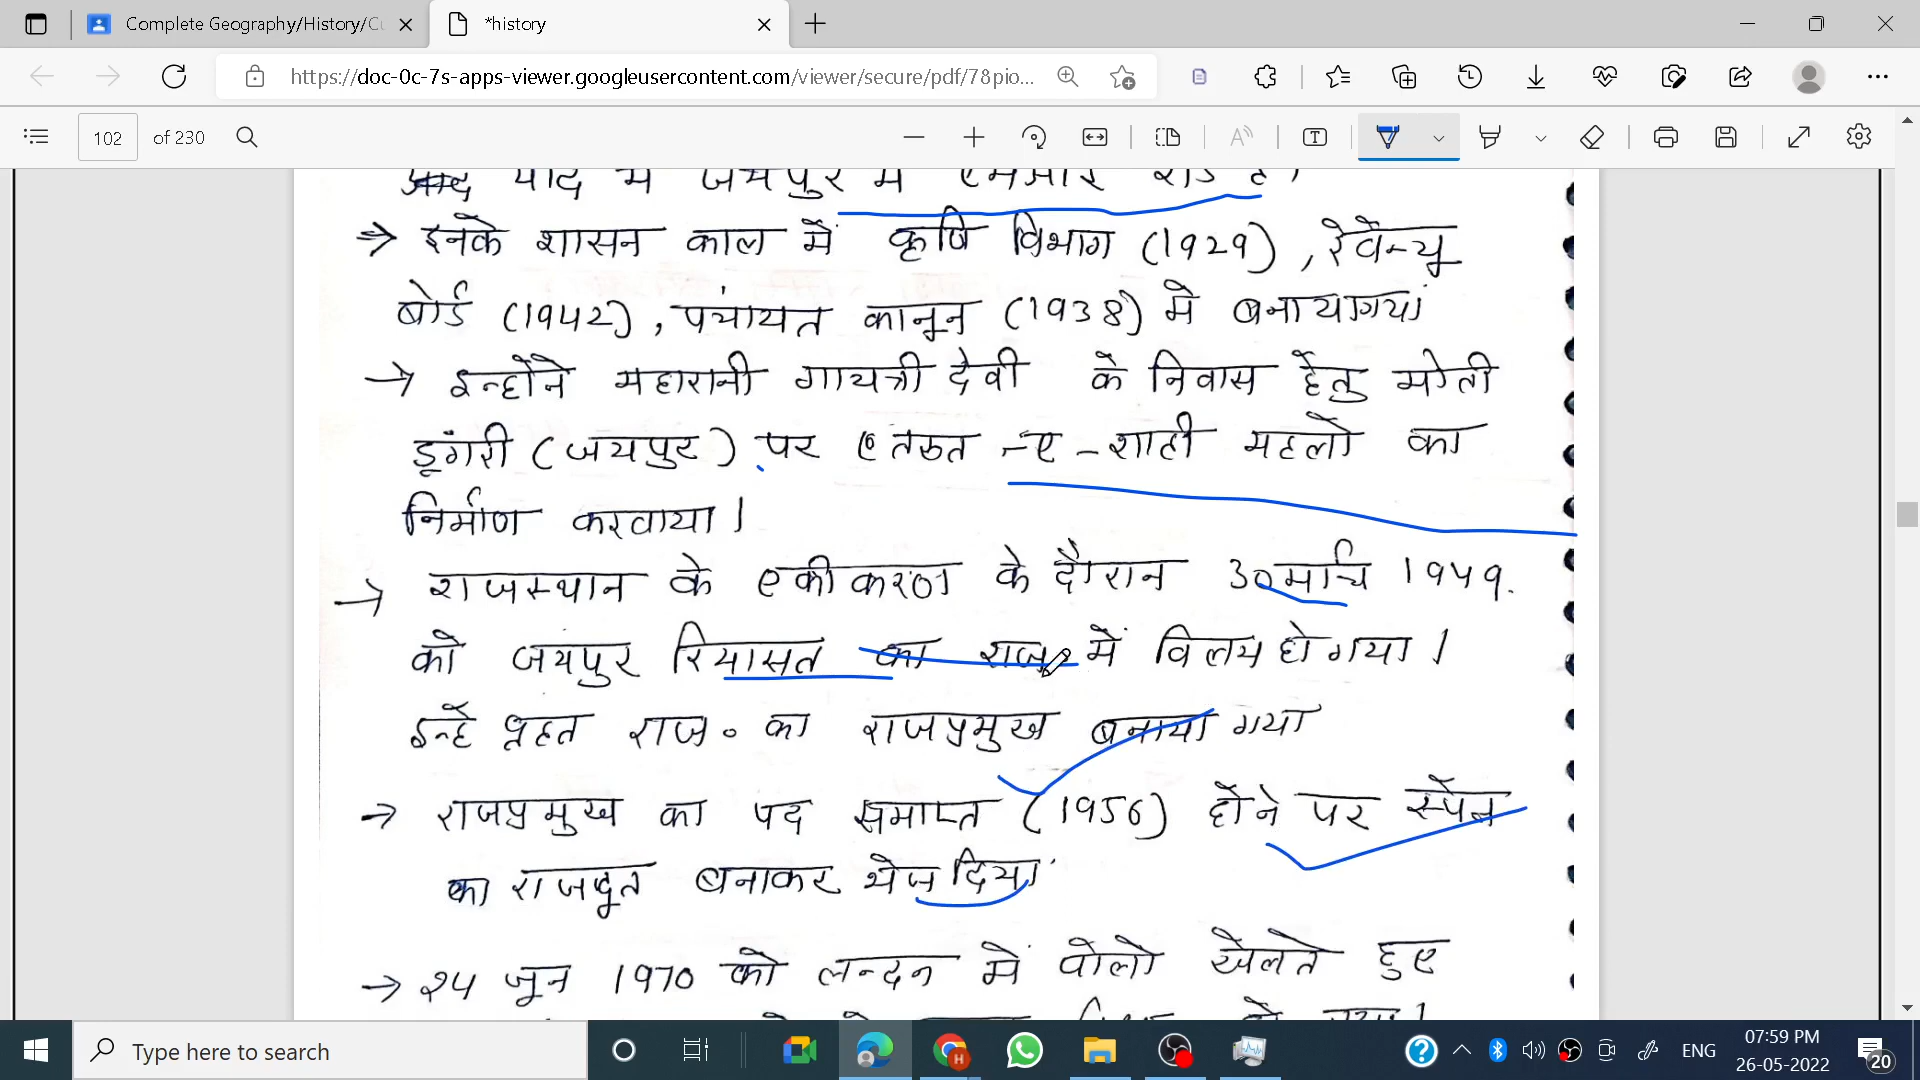 Complete Geography/History/Cu
*history
https://doc-0c-7s-apps-viewer.googleusercontent.com/viewer/secure/pdf/78pio...
102 of 230
याद में जयपुर में एमआई रोड है।
⇒ इनके शासन काल में कृषि विभाग (1929), रेवेन्यू
बोर्ड (1942), पंचायत कानून (1938) में बनाया गया
→ इन्होंने महारानी गायत्री देवी के निवास हेतु मोती
डूंगरी (जयपुर) पर तख्त-ए-शाही महलो का
निर्माण करवाया।
→ राजस्थान के एकीकरण के दौरान 30 मार्च 1949.
को जयपुर रियासत का राज. में विलय हो गया।
इन्हें वृहत राज. का राजप्रमुख बनाया गया
→ राजप्रमुख का पद समाप्त (1956) होने पर स्पेन
का राजदूत बनाकर भेज दिया
→ 24 जून 1970 को लन्दन में पोलो खेलते हुए
Type here to search
ENG
07:59 PM
26-05-2022
20